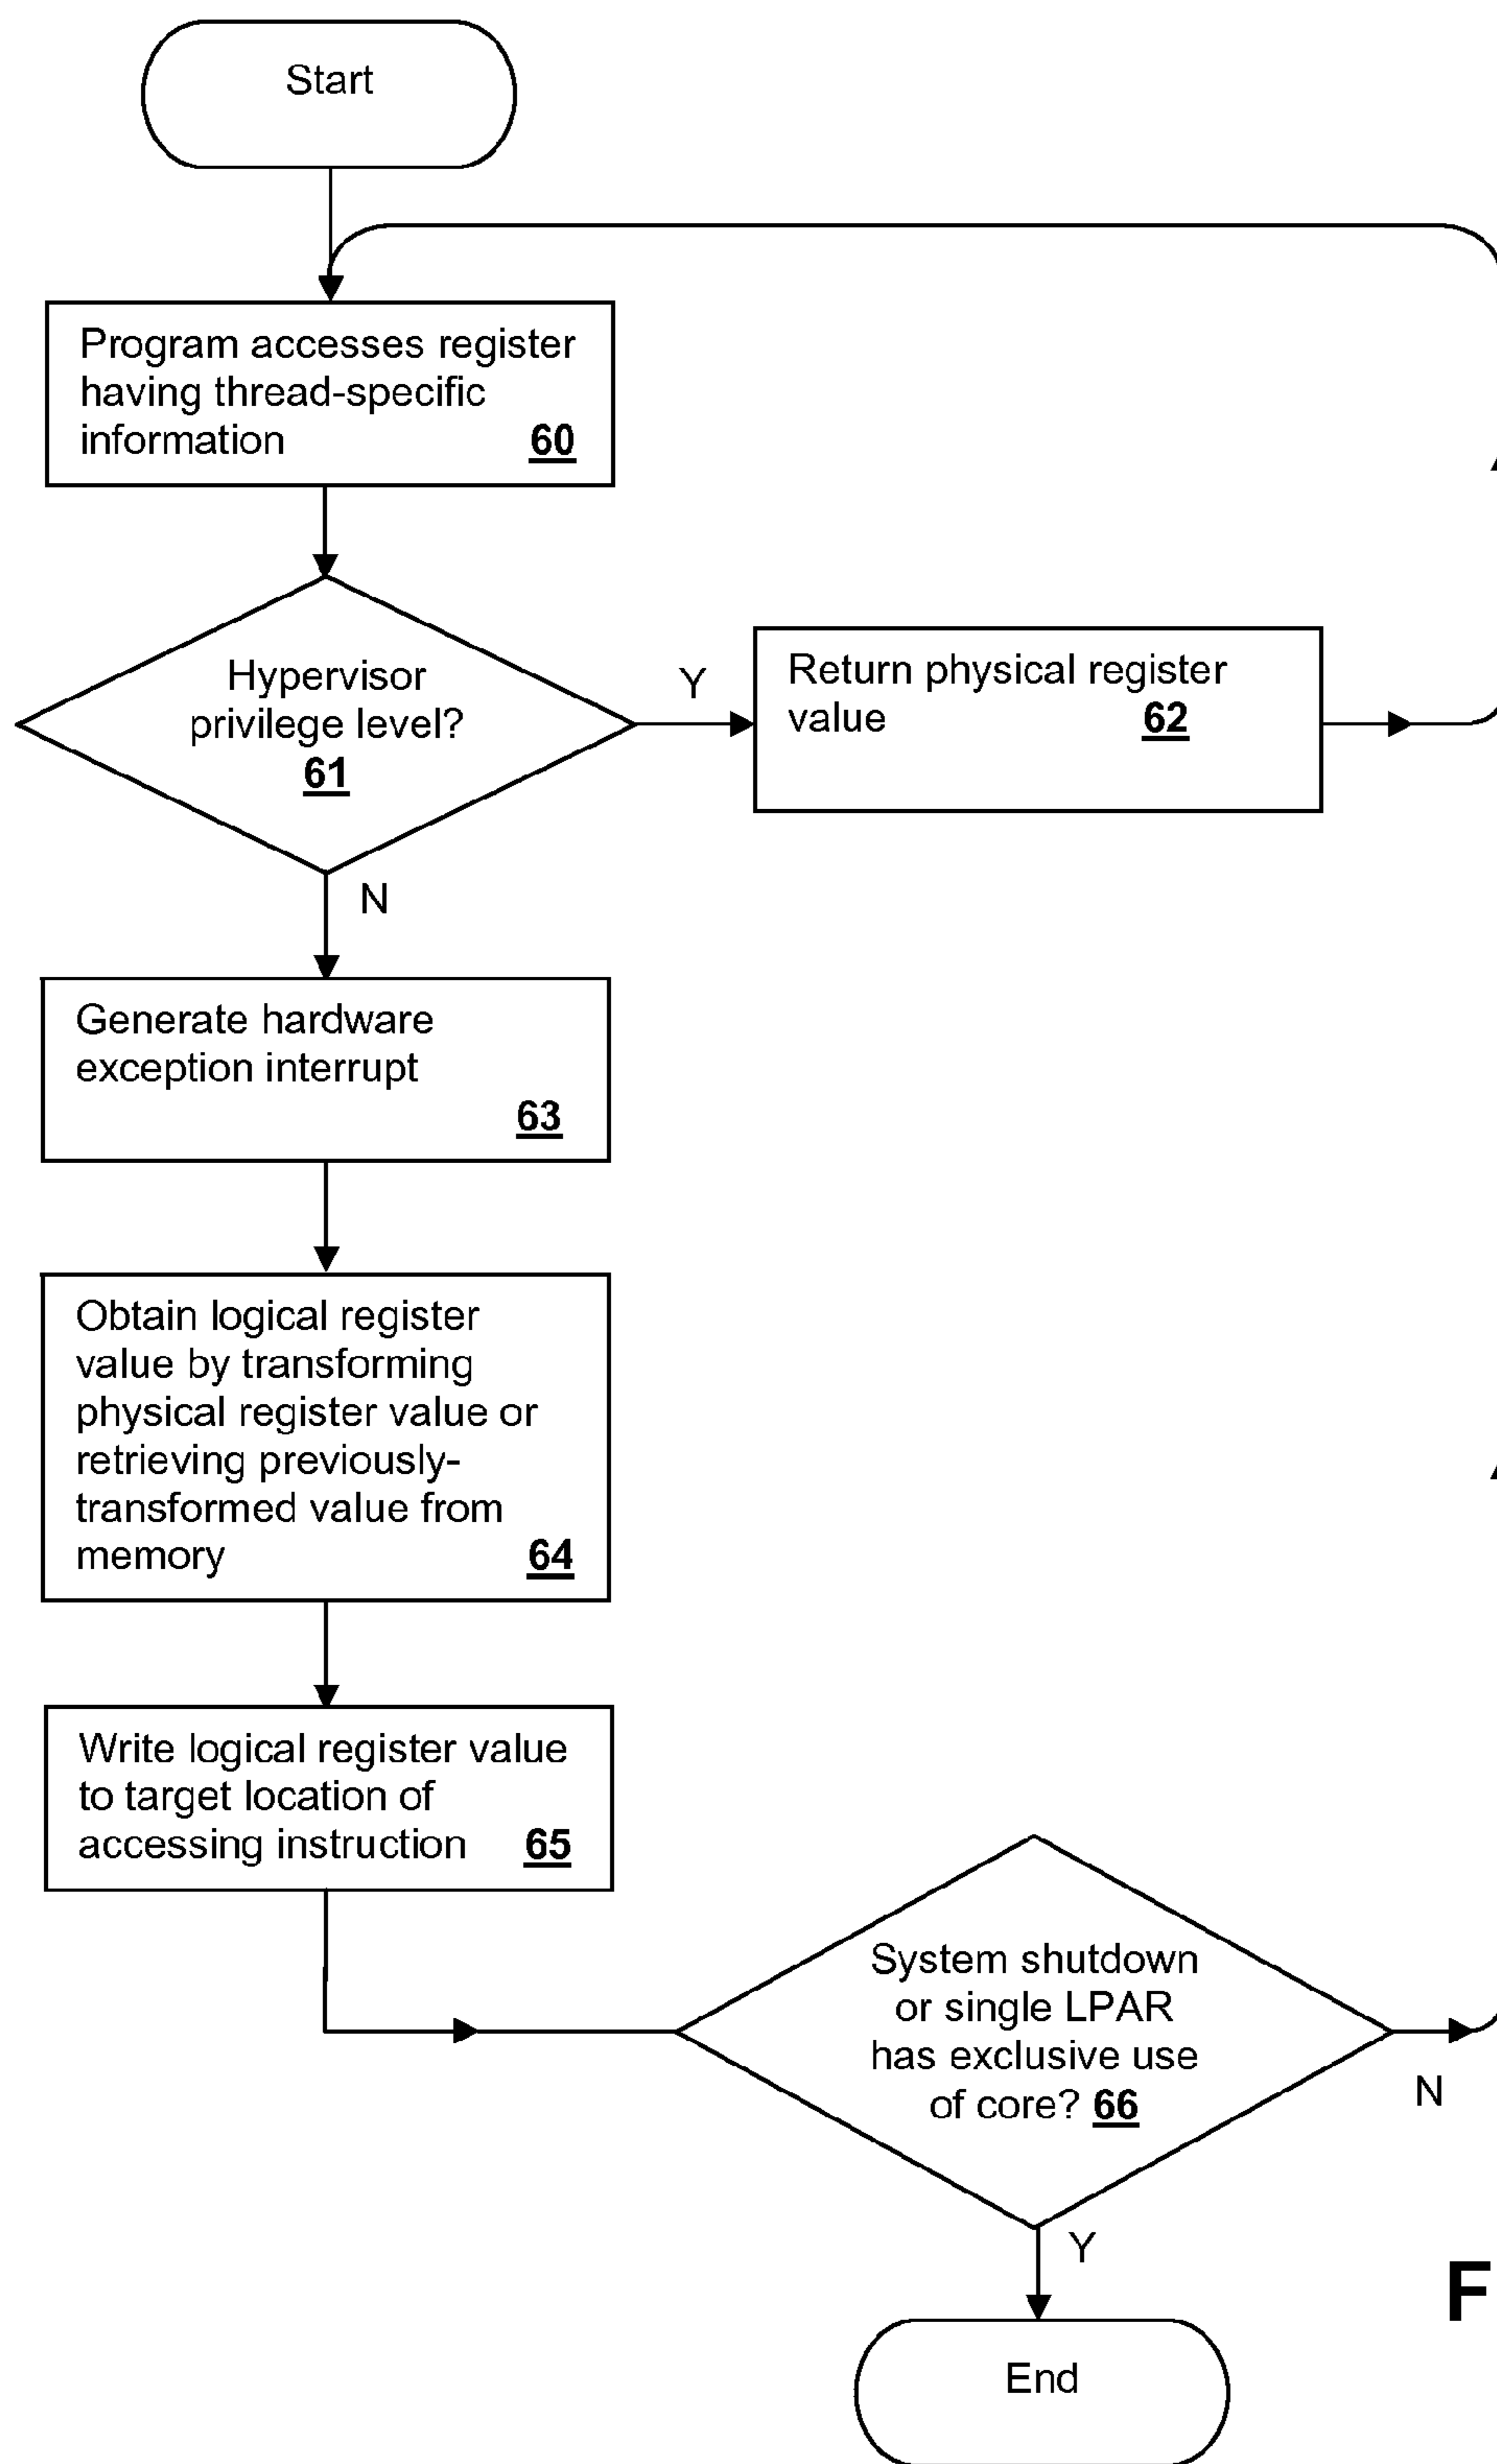 Start
Program accesses register
having thread-specific
information 60
Hypervisor
privilege level?
61
Y
Return physical register
value 62
N
Generate hardware
exception interrupt
63
Obtain logical register
value by transforming
physical register value or
retrieving previously-
transformed value from
memory 64
Write logical register value
to target location of
accessing instruction 65
System shutdown
or single LPAR
has exclusive use
of core? 66
N
Y
F
End